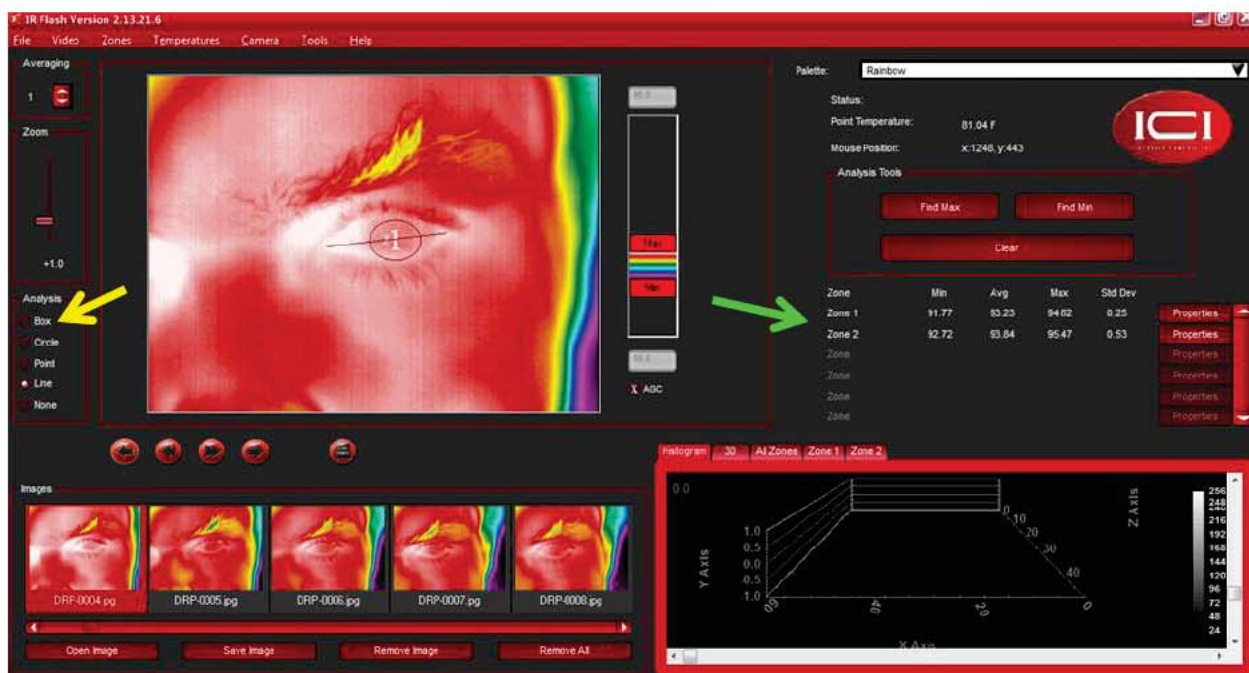 IR Flash Version 2.13.21.6
File Video Zones Temperatures Camera Tools Help
Averaging
1
Zoom
+1.0
Analysis
Box
Circle
Point
Line
None
1
Max
Min
X AGC
Palette: Rainbow
Status:
Point Temperature: 81.04 F
Mouse Position: x:1248, y:443
ICI
Analysis Tools
Find Max Find Min
Clear
Zone Min Avg Max Std Dev
Zone 1 91.77 93.23 94.82 0.25 Properties
Zone 2 92.72 93.84 95.47 0.53 Properties
Zone Properties
Zone Properties
Zone Properties
Zone Properties
Images
DRP-0004.pg DRP-0005.jpg DRP-0006.jpg DRP-0007.pg DRP-0008.jpg
Open Image Save Image Remove Image Remove All
Histogram 3D All Zones Zone 1 Zone 2
0.0
Y Axis
1.0
0.5
0.0
0.5
1.0
60 40 20 0
X Axis
0 10 20 30 40
Z Axis
256
248
240
216
192
168
144
120
96
72
48
24